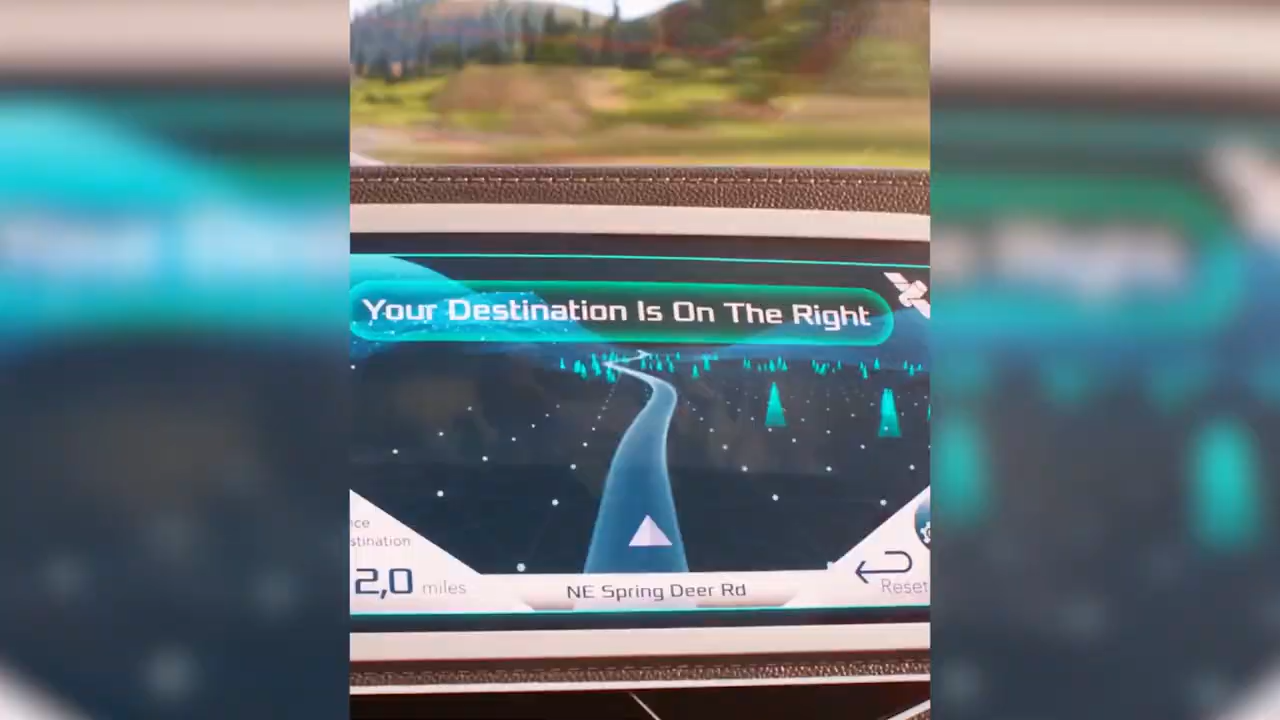 Your Destination Is On The Right
stination
2,0 miles
NE Spring Deer Rd
Reset